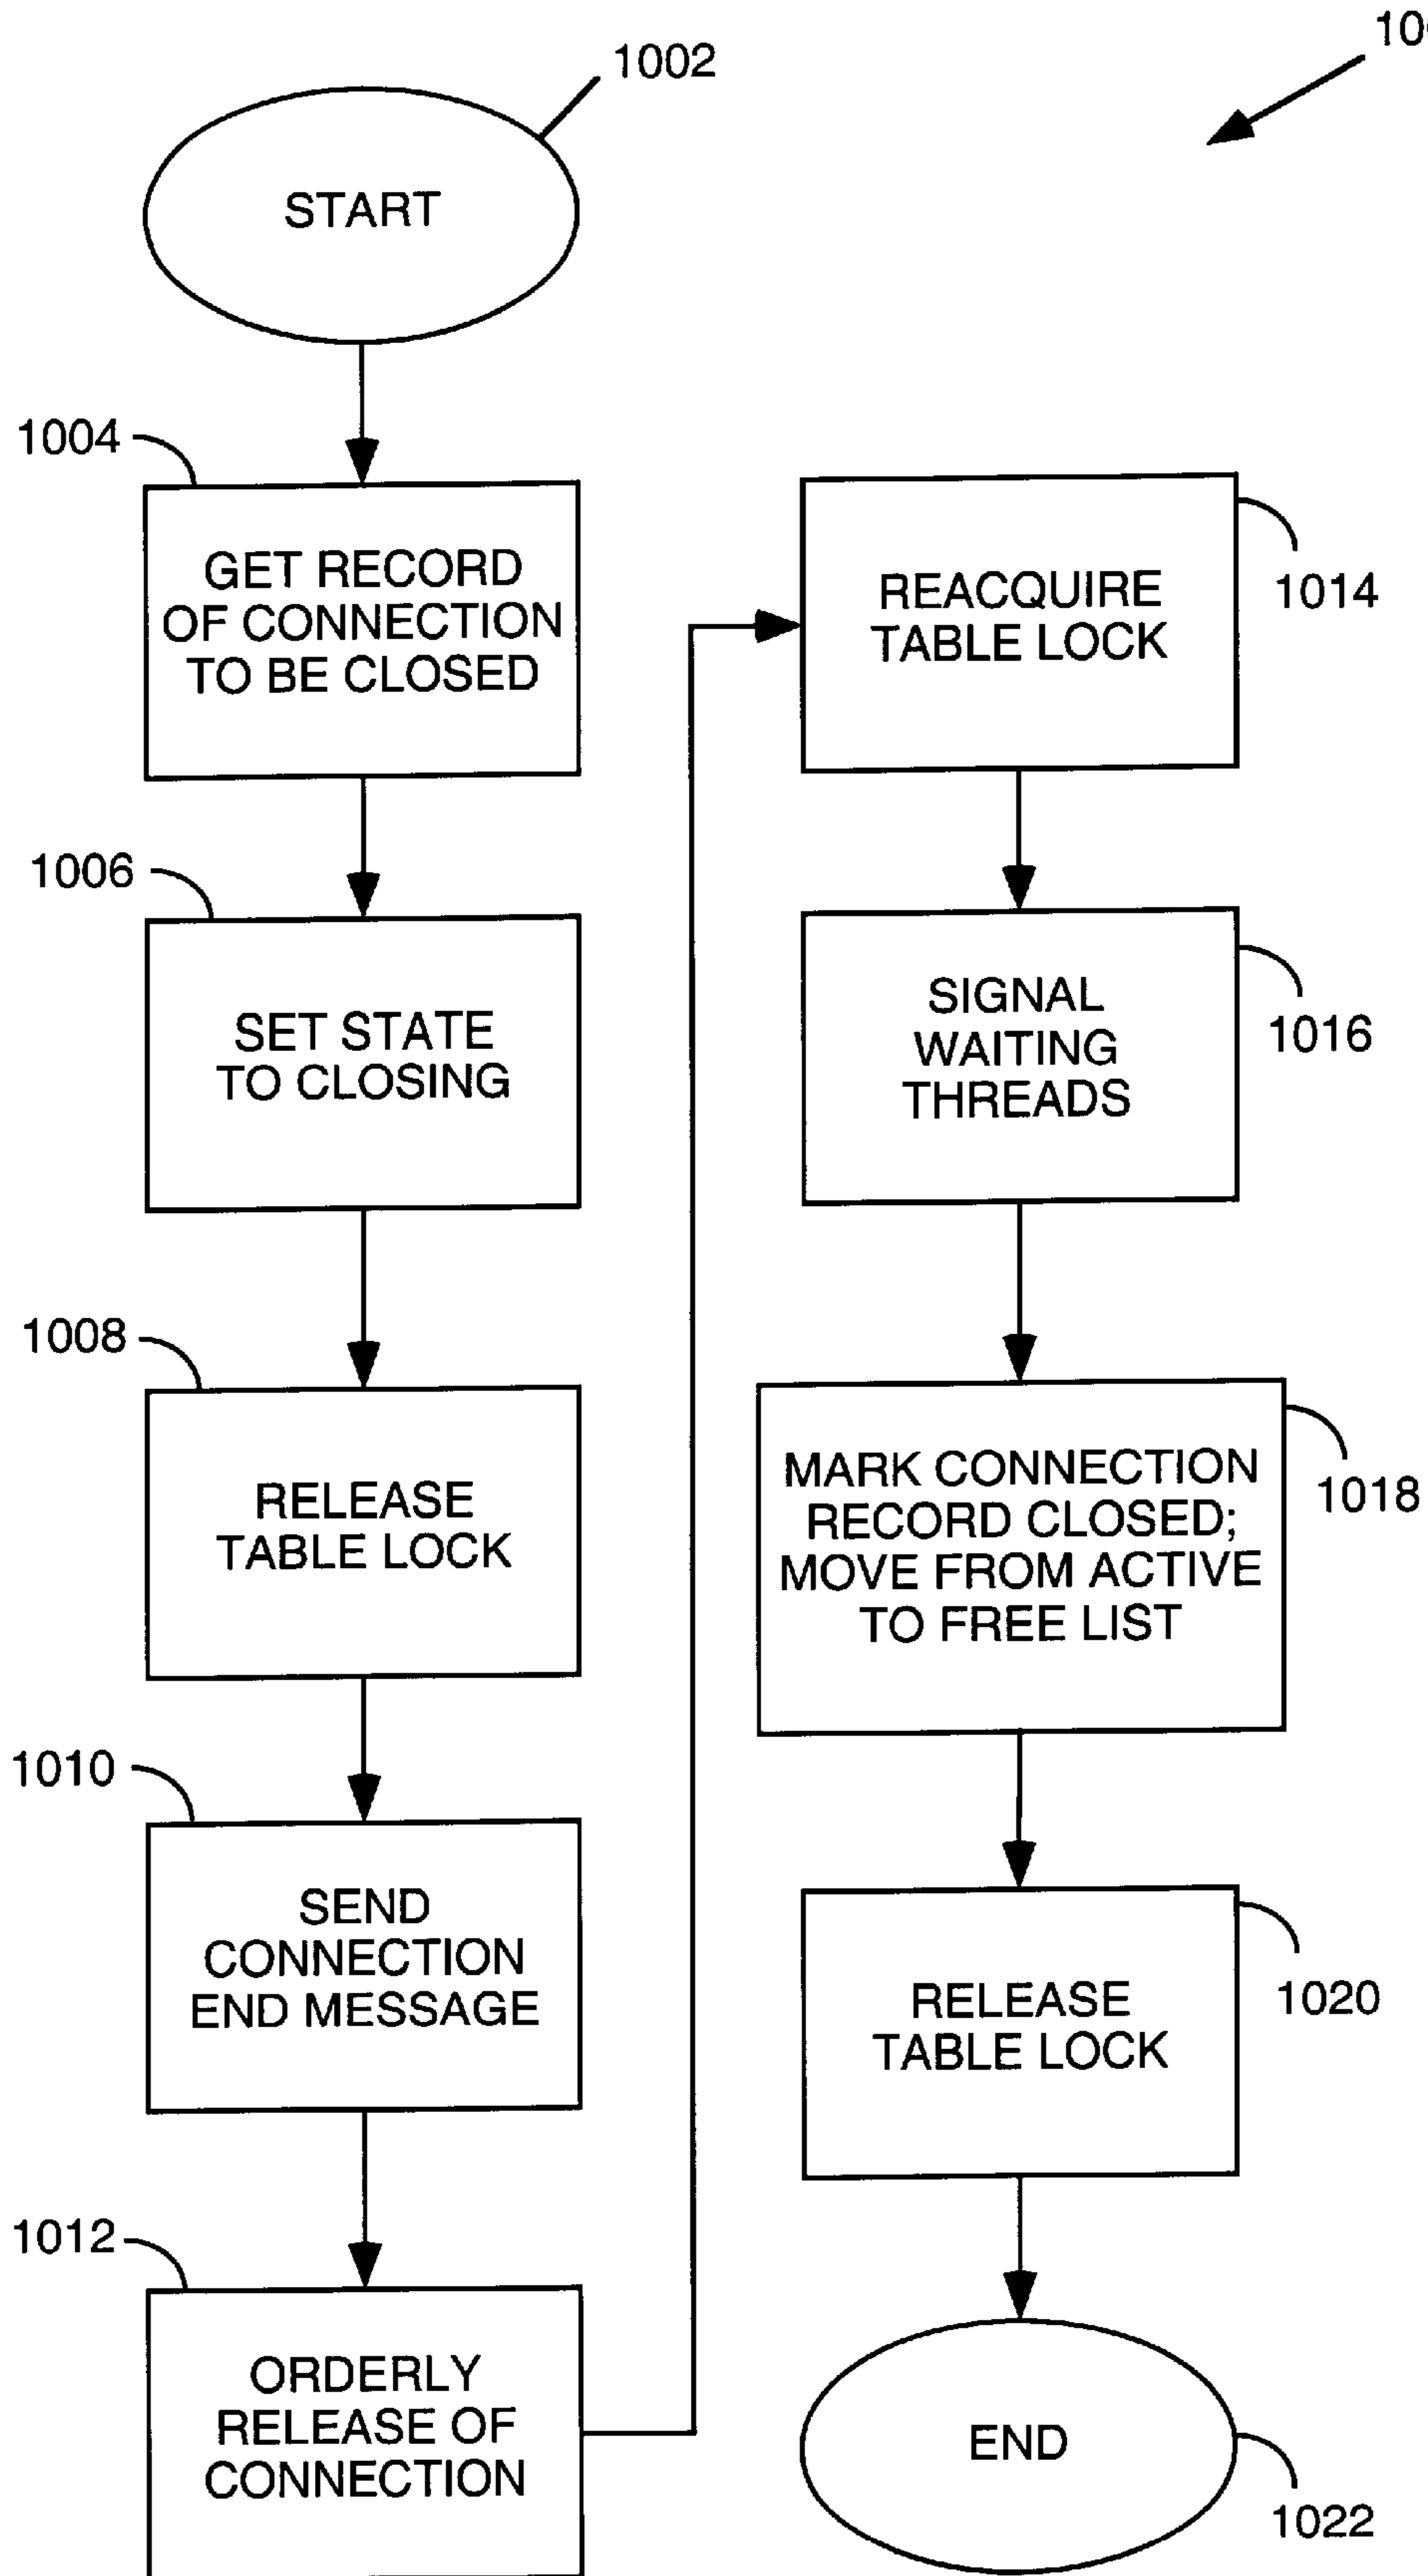 1002
START
1004
GET RECORD
OF CONNECTION
TO BE CLOSED
1006
SET STATE
TO CLOSING
1008
RELEASE
TABLE LOCK
1010
SEND
CONNECTION
END MESSAGE
1012
ORDERLY
RELEASE OF
CONNECTION
REACQUIRE
TABLE LOCK
1014
SIGNAL
WAITING
THREADS
1016
MARK CONNECTION
RECORD CLOSED;
MOVE FROM ACTIVE
TO FREE LIST
1018
RELEASE
TABLE LOCK
1020
END
1022